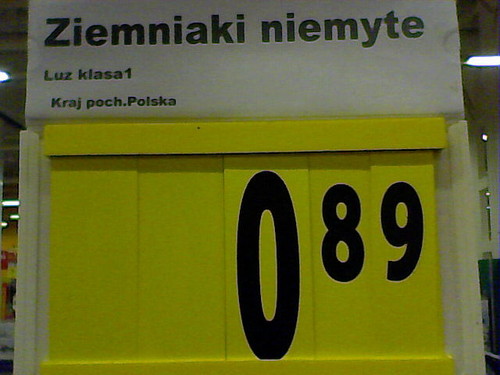 Ziemniaki niemyte
Luz klasa1
Kraj poch.Polska
0 89